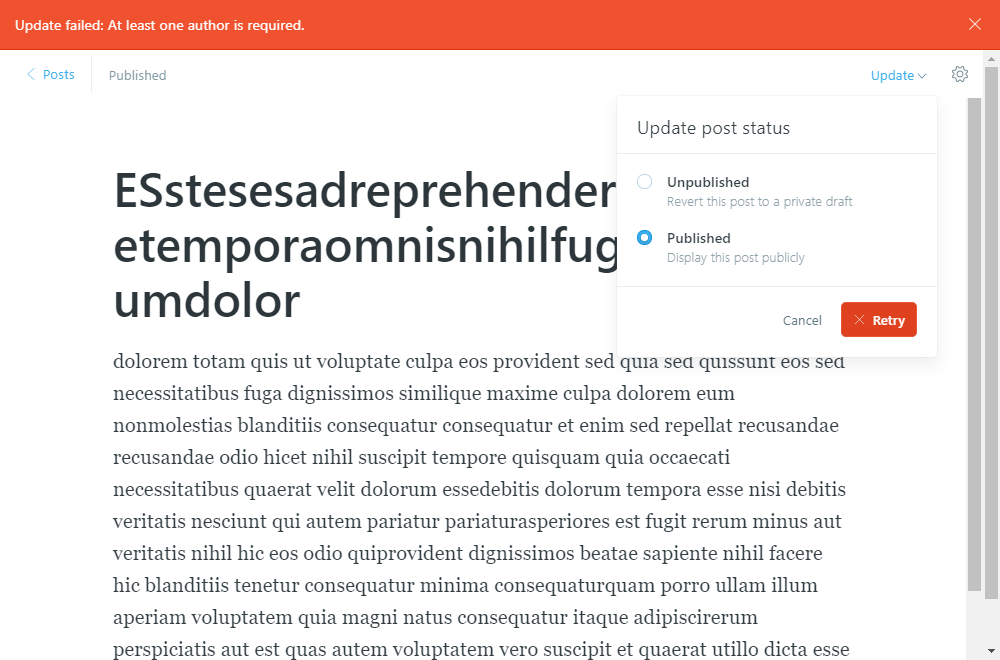 Update failed: At least one author is required.
Posts
Published
Update
Update post status
Unpublished
Revert this post to a private draft
Published
Display this post publicly
Cancel
Retry
ESstesesadreprehender
etemporaomnisnihilfug
umdolor
dolorem totam quis ut voluptate culpa eos provident sed quia sed quissunt eos sed
necessitatibus fuga dignissimos similique maxime culpa dolorem eum
nonmolestias blanditiis consequatur consequatur et enim sed repellat recusandae
recusandae odio hicet nihil suscipit tempore quisquam quia occaecati
necessitatibus quaerat velit dolorum essedebitis dolorum tempora esse nisi debitis
veritatis nesciunt qui autem pariatur pariaturasperiores est fugit rerum minus aut
veritatis nihil hic eos odio quiprovident dignissimos beatae sapiente nihil facere
hic blanditiis tenetur consequatur minima consequaturquam porro ullam illum
aperiam voluptatem quia magni natus consequatur itaque adipiscirerum
perspiciatis aut est quas autem voluptatem vero suscipit et quaerat utillo dicta esse